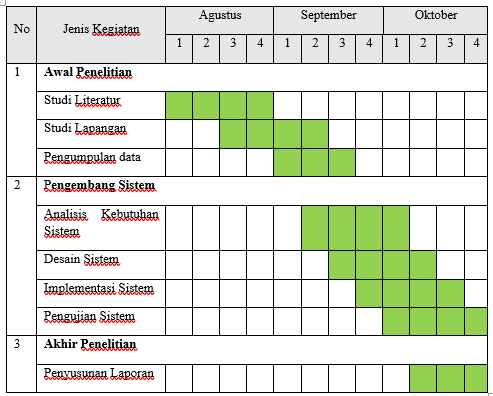 No Jenis Kegiatan Agustus September Oktober
1 2 3 4 1 2 3 4 1 2 3 4
1 Awal Penelitian
Studi Literatur
Studi Lapangan
Pengumpulan data
2 Pengembang Sistem
Analisis Kebutuhan
Sistem
Desain Sistem
Implementasi Sistem
Pengujian Sistem
3 Akhir Penelitian
Penyusunan Laporan